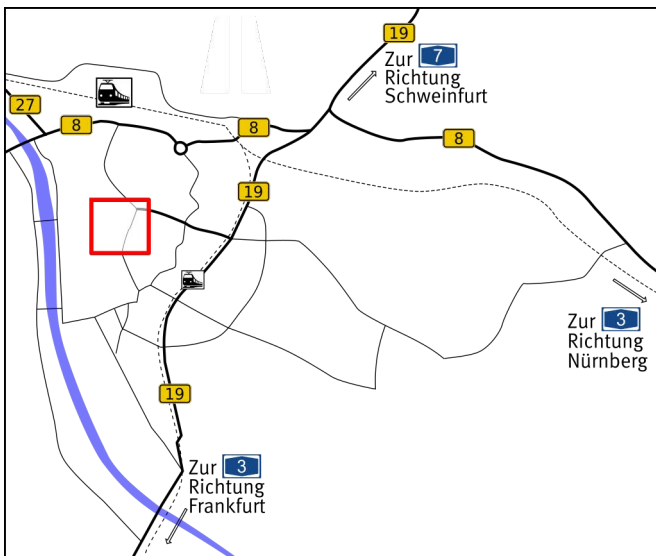 19
Zur 7
Richtung
Schweinfurt
27
8
8
8
19
Zur 3
Richtung
Nürnberg
19
Zur 3
Richtung
Frankfurt